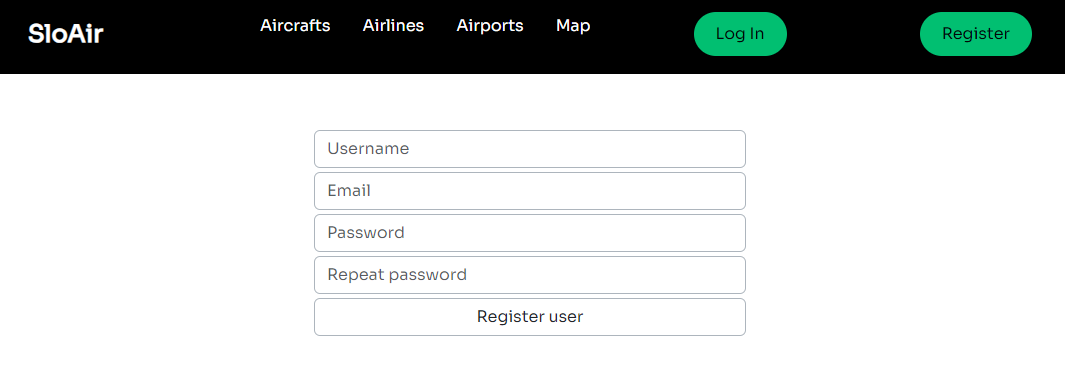 SloAir Aircrafts Airlines Airports Map Log In Register
Username
Email
Password
Repeat password
Register user